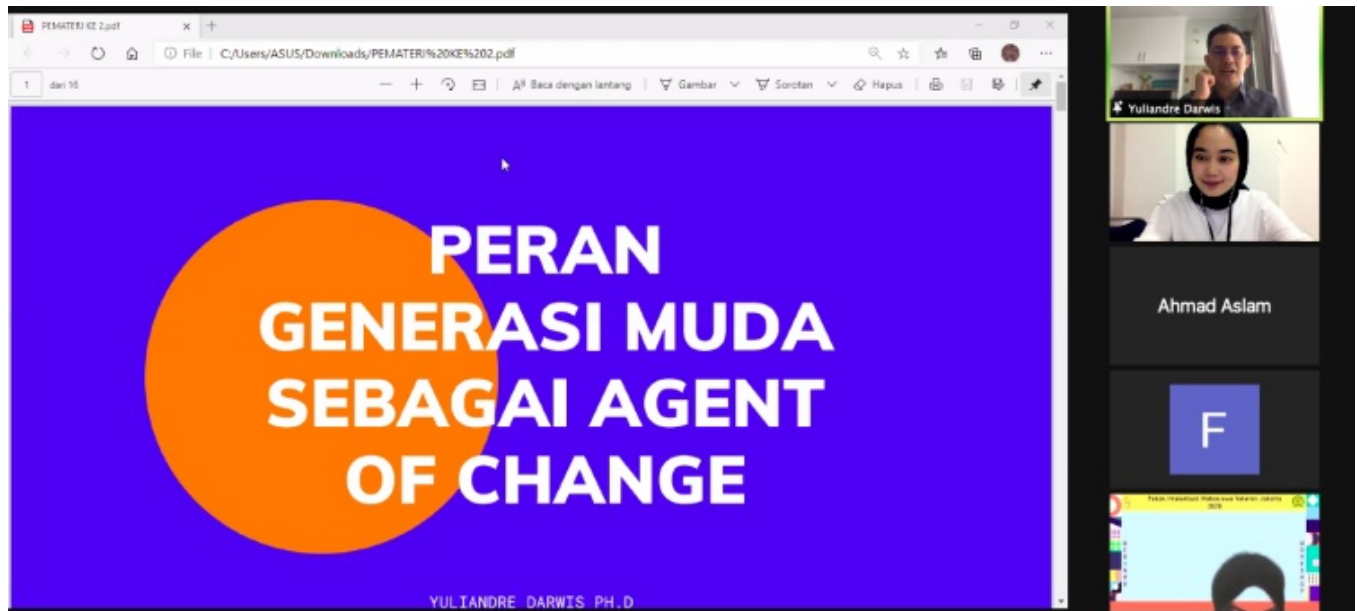 PEMATERI KE 2.pdf
File
C:/Users/ASUS/Downloads/PEMATERI%20KE%202.pdf
1 dari 16
Baca dengan lantang
Gambar
Sorotan
Hapus
PERAN
GENERASI MUDA
SEBAGAI AGENT
OF CHANGE
YULIANDRE DARWIS PH.D
Yuliandre Darwis
Ahmad Aslam
F